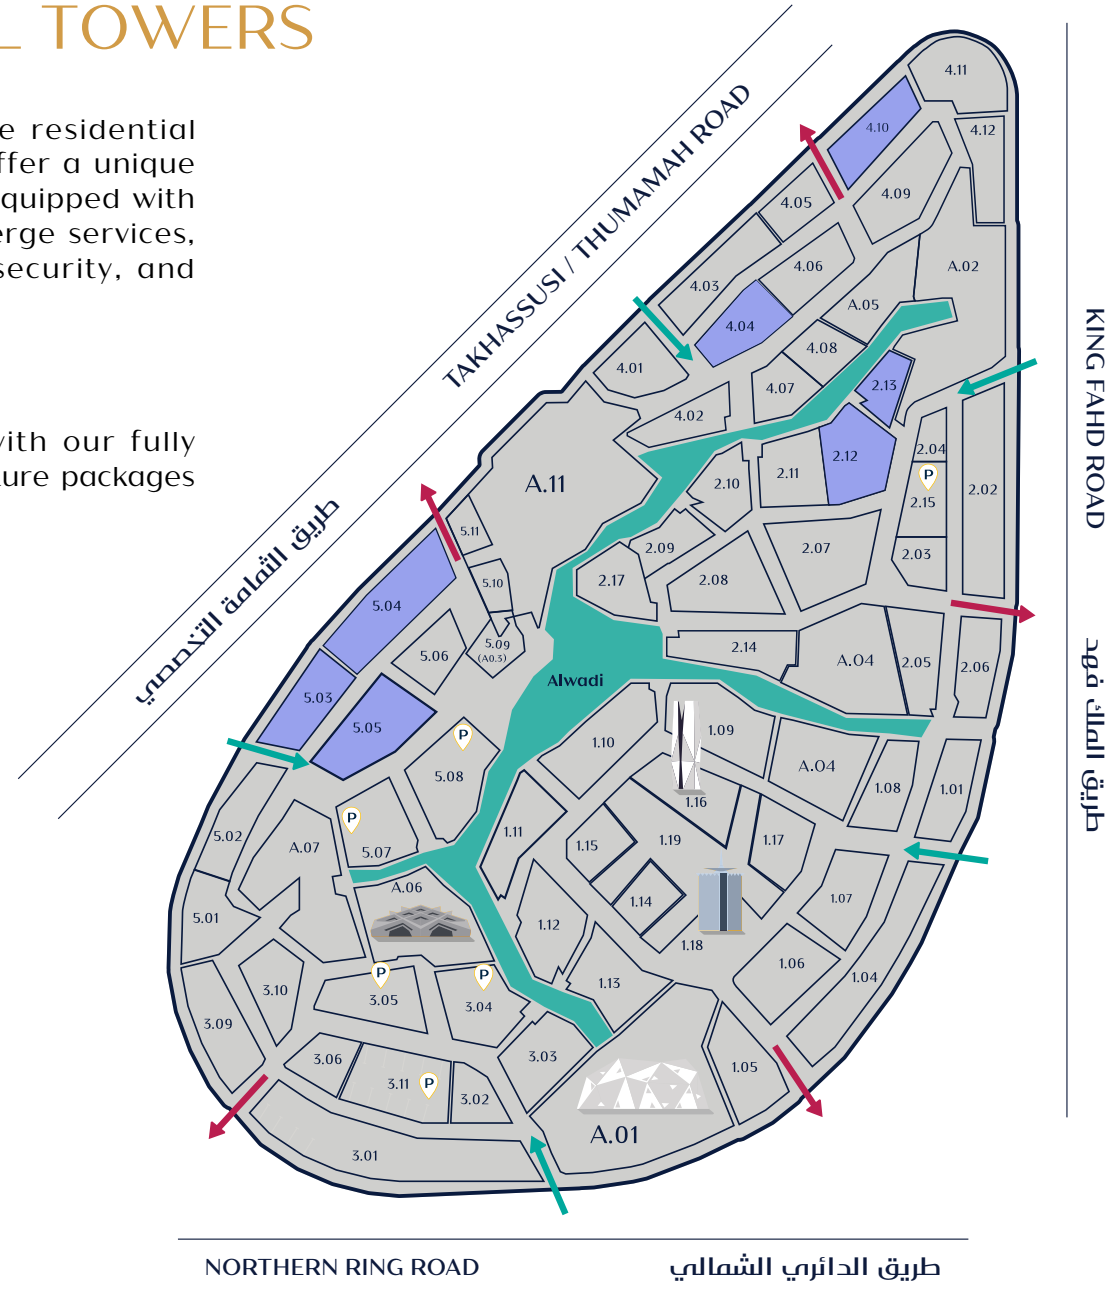 L TOWERS
e residential
ffer a unique
quipped with
erge services,
security, and
with our fully
ture packages
TAKHASSUSI / THUMAMAH ROAD
طريق الثمامة التخصصي
KING FAHD ROAD
طريق الملك فهد
4.11
4.10
4.12
4.09
4.05
4.06
A.02
4.03
A.05
4.04
4.08
4.01
4.07
2.13
4.02
2.04
2.12
P
A.11
2.10
2.11
2.15
2.02
5.11
2.09
2.07
2.03
5.10
2.17
2.08
5.04
5.09
(A0.3)
5.06
2.14
A.04
2.05
2.06
Alwadi
5.03
5.05
P
1.10
1.09
5.08
A.04
1.08
1.01
1.16
P
5.02
A.07
5.07
1.11
1.15
1.19
1.17
A.06
5.01
1.14
1.07
1.12
1.18
1.06
P
P
3.10
3.05
3.04
1.13
1.04
3.09
3.06
3.11
P
3.02
3.03
1.05
A.01
3.01
NORTHERN RING ROAD
طريق الدائري الشمالي